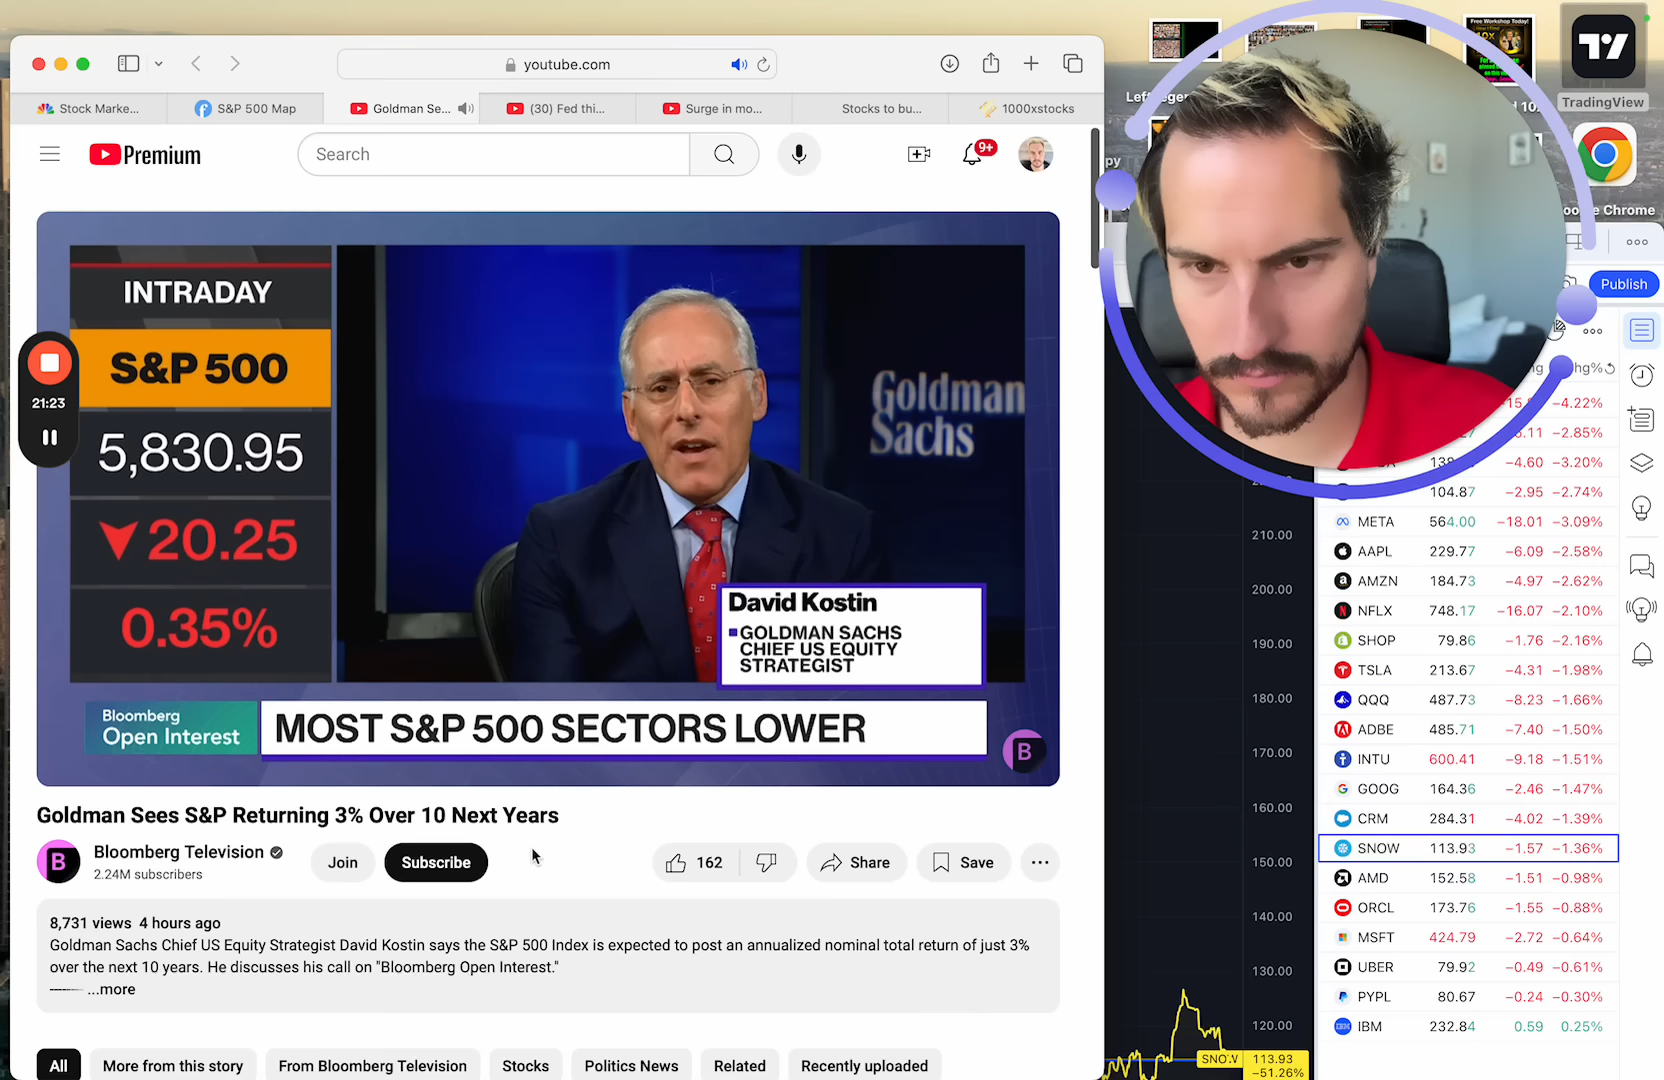 youtube.com
Stock Marke...
S&P 500 Map
Goldman Se...
(30) Fed thi...
Surge in mo...
Stocks to bu...
1000xstocks
Premium
Search
9+
INTRADAY
S&P 500
5,830.95
20.25
0.35%
21:23
Goldman
Sachs
David Kostin
GOLDMAN SACHS
CHIEF US EQUITY
STRATEGIST
Bloomberg
Open Interest
MOST S&P 500 SECTORS LOWER
B
Goldman Sees S&P Returning 3% Over 10 Next Years
B
Bloomberg Television
2.24M subscribers
Join
Subscribe
162
Share
Save
8,731 views 4 hours ago
Goldman Sachs Chief US Equity Strategist David Kostin says the S&P 500 Index is expected to post an annualized nominal total return of just 3%
over the next 10 years. He discusses his call on "Bloomberg Open Interest."
...more
All
More from this story
From Bloomberg Television
Stocks
Politics News
Related
Recently uploaded
Free Workshop Today!
TradingView
Chrome
Publish
hg%
-4.22%
-2.85%
-4.60 -3.20%
104.87 -2.95 -2.74%
META 564.00 -18.01 -3.09%
AAPL 229.77 -6.09 -2.58%
AMZN 184.73 -4.97 -2.62%
NFLX 748.17 -16.07 -2.10%
SHOP 79.86 -1.76 -2.16%
TSLA 213.67 -4.31 -1.98%
QQQ 487.73 -8.23 -1.66%
ADBE 485.71 -7.40 -1.50%
INTU 600.41 -9.18 -1.51%
GOOG 164.36 -2.46 -1.47%
CRM 284.31 -4.02 -1.39%
SNOW 113.93 -1.57 -1.36%
AMD 152.58 -1.51 -0.98%
ORCL 173.76 -1.55 -0.88%
MSFT 424.79 -2.72 -0.64%
UBER 79.92 -0.49 -0.61%
PYPL 80.67 -0.24 -0.30%
IBM 232.84 0.59 0.25%
210.00
200.00
190.00
180.00
170.00
160.00
150.00
140.00
130.00
120.00
SNOW 113.93
-51.26%